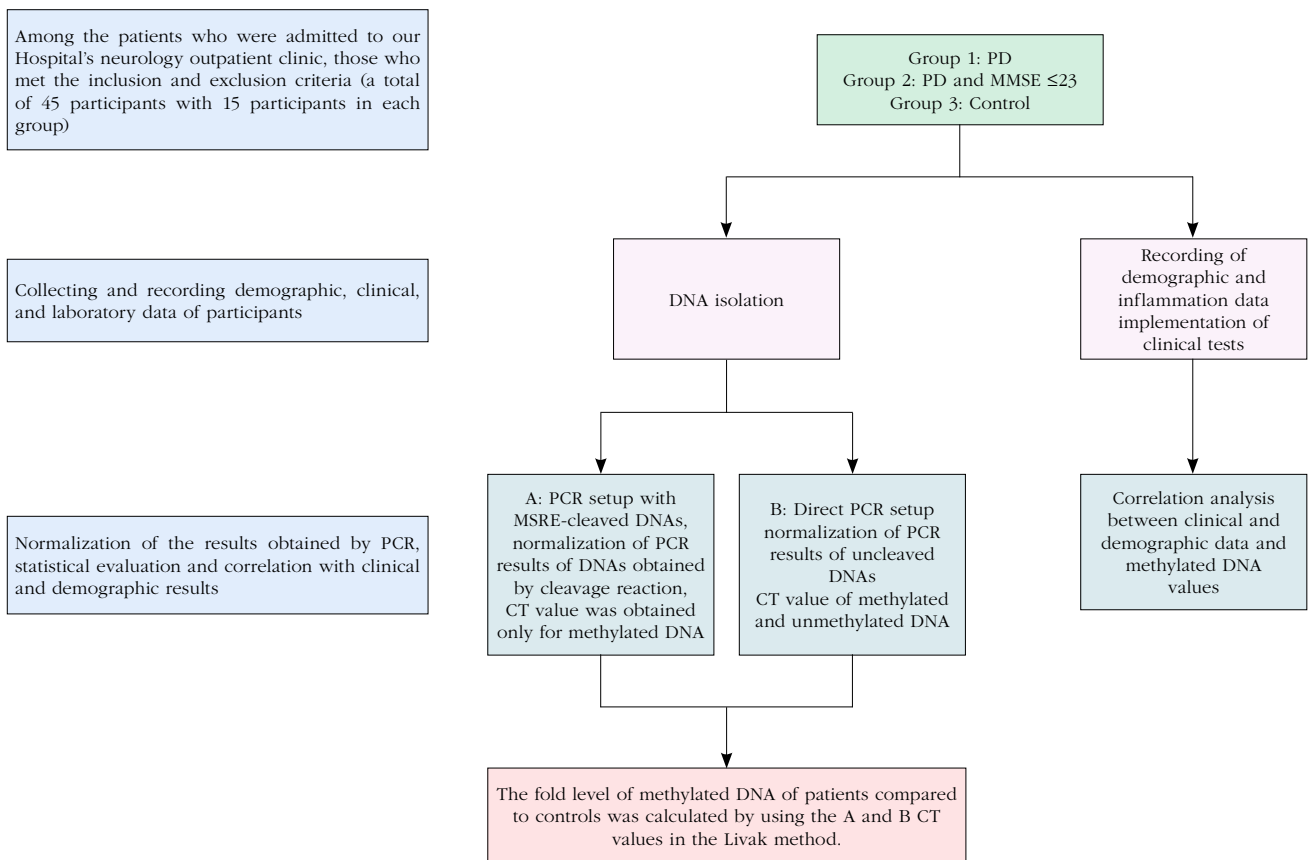 Among the patients who were admitted to our
Hospital's neurology outpatient clinic, those who
met the inclusion and exclusion criteria (a total
of 45 participants with 15 participants in each
group)
Group 1: PD
Group 2: PD and MMSE ≤23
Group 3: Control
Collecting and recording demographic, clinical,
and laboratory data of participants
DNA isolation
Recording of
demographic and
inflammation data
implementation of
clinical tests
Normalization of the results obtained by PCR,
statistical evaluation and correlation with clinical
and demographic results
A: PCR setup with
MSRE-cleaved DNAs,
normalization of PCR
results of DNAs obtained
by cleavage reaction,
CT value was obtained
only for methylated DNA
B: Direct PCR setup
normalization of PCR
results of uncleaved
DNAs
CT value of methylated
and unmethylated DNA
Correlation analysis
between clinical and
demographic data and
methylated DNA
values
The fold level of methylated DNA of patients compared
to controls was calculated by using the A and B CT
values in the Livak method.